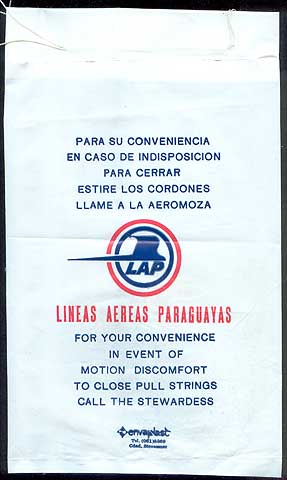 PARA SU CONVENIENCIA
EN CASO DE INDISPOSICION
PARA CERRAR
ESTIRE LOS CORDONES
LLAME A LA AEROMOZA
LAP
LINEAS AEREAS PARAGUAYAS
FOR YOUR CONVENIENCE
IN EVENT OF
MOTION DISCOMFORT
TO CLOSE PULL STRINGS
CALL THE STEWARDESS
envaplast